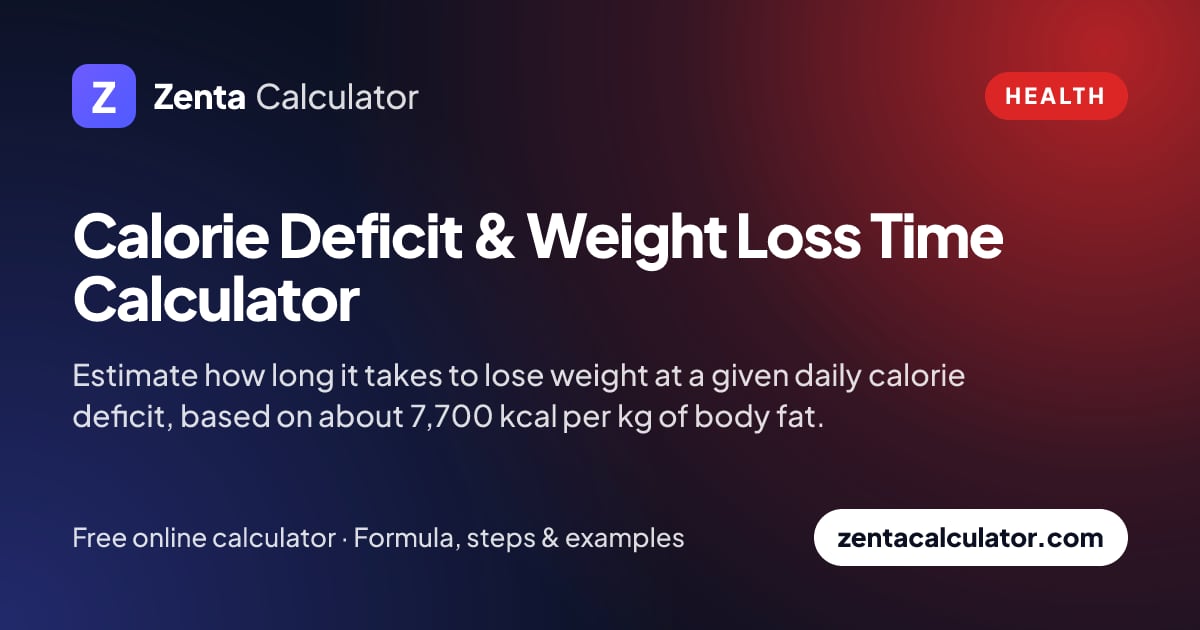 Z
Zenta Calculator
HEALTH
Calorie Deficit & Weight Loss Time
Calculator
Estimate how long it takes to lose weight at a given daily calorie
deficit, based on about 7,700 kcal per kg of body fat.
Free online calculator · Formula, steps & examples
zentacalculator.com